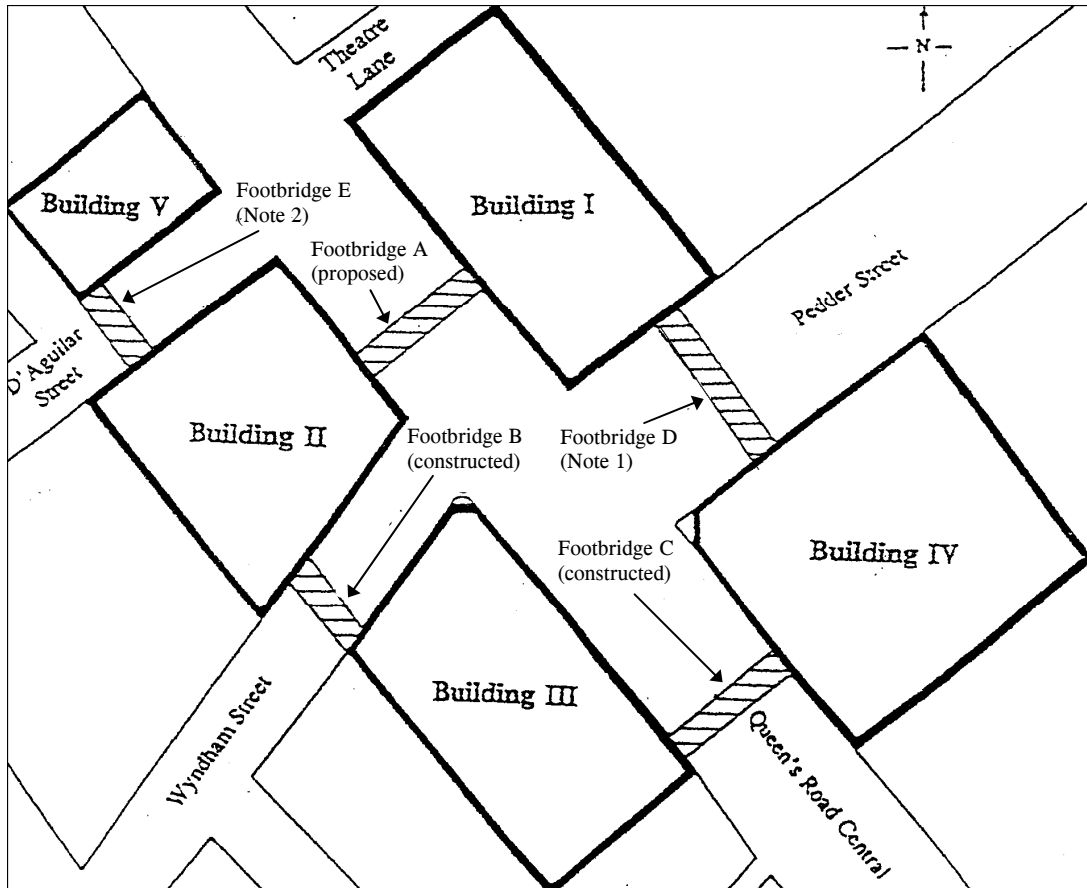 Theatre
Lane
N
Building V
Footbridge E
(Note 2)
Building I
Footbridge A
(proposed)
Pedder Street
D'Aguilar
Street
Building II
Footbridge B
(constructed)
Footbridge D
(Note 1)
Footbridge C
(constructed)
Building IV
Building III
Wyndham Street
Queen's Road Central